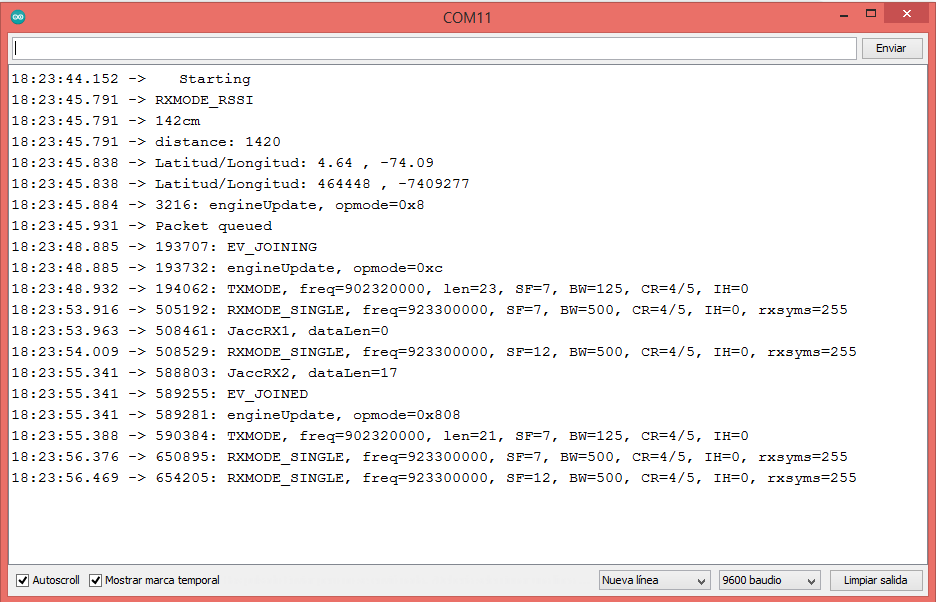 COM11
Enviar
18:23:44.152 ->    Starting
18:23:45.791 -> RXMODE_RSSI
18:23:45.791 -> 142cm
18:23:45.791 -> distance: 1420
18:23:45.838 -> Latitud/Longitud: 4.64 , -74.09
18:23:45.838 -> Latitud/Longitud: 464448 , -7409277
18:23:45.884 -> 3216: engineUpdate, opmode=0x8
18:23:45.931 -> Packet queued
18:23:48.885 -> 193707: EV_JOINING
18:23:48.885 -> 193732: engineUpdate, opmode=0xc
18:23:48.932 -> 194062: TXMODE, freq=902320000, len=23, SF=7, BW=125, CR=4/5, IH=0
18:23:53.916 -> 505192: RXMODE_SINGLE, freq=923300000, SF=7, BW=500, CR=4/5, IH=0, rxsyms=255
18:23:53.963 -> 508461: JaccRX1, dataLen=0
18:23:54.009 -> 508529: RXMODE_SINGLE, freq=923300000, SF=12, BW=500, CR=4/5, IH=0, rxsyms=255
18:23:55.341 -> 588803: JaccRX2, dataLen=17
18:23:55.341 -> 589255: EV_JOINED
18:23:55.341 -> 589281: engineUpdate, opmode=0x808
18:23:55.388 -> 590384: TXMODE, freq=902320000, len=21, SF=7, BW=125, CR=4/5, IH=0
18:23:56.376 -> 650895: RXMODE_SINGLE, freq=923300000, SF=7, BW=500, CR=4/5, IH=0, rxsyms=255
18:23:56.469 -> 654205: RXMODE_SINGLE, freq=923300000, SF=12, BW=500, CR=4/5, IH=0, rxsyms=255
Autoscroll Mostrar marca temporal Nueva línea 9600 baudio Limpiar salida